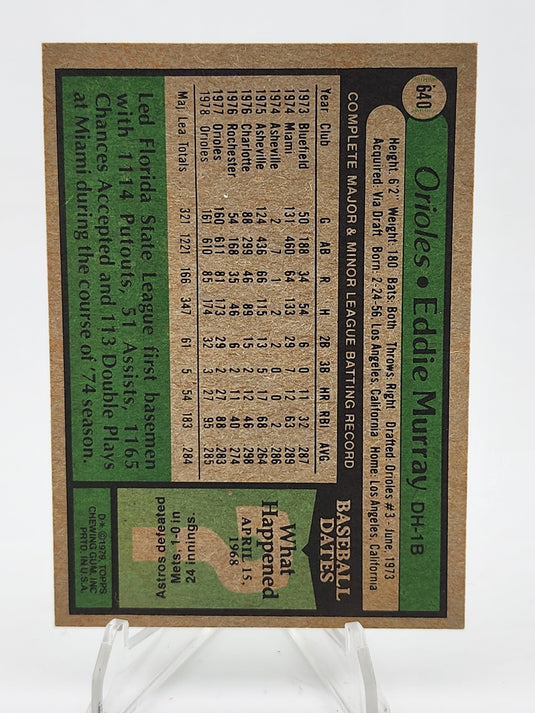 640
Orioles • Eddie Murray DH-1B
Height: 6'2" Weight: 180 Bats: Both Throws: Right Drafted: Orioles #3 - June, 1973
Acquired: Via Draft Born: 2-24-56, Los Angeles, California Home: Los Angeles, California
COMPLETE MAJOR & MINOR LEAGUE BATTING RECORD
Year Club G AB R H 2B 3B HR RBI AVG
1973 Bluefield 50 188 34 54 6 0 11 32 287
1974 Miami 131 460 64 133 29 7 12 63 289
1974 Asheville 2 7 1 2 2 0 0 2 286
1975 Asheville 124 436 66 115 13 5 17 68 264
1976 Charlotte 88 299 46 89 15 2 12 46 298
1976 Rochester 54 168 35 46 6 2 11 40 274
1977 Orioles 160 611 81 173 29 2 27 88 283
1978 Orioles 161 610 85 174 32 3 27 95 285
Maj Lea. Totals 321 1221 166 347 61 5 54 183 284
Led Florida State League first basemen
with 1114 Putouts, 51 Assists, 1165
Chances Accepted and 113 Double Plays
at Miami during the course of '74 season.
BASEBALL
DATES
What
Happened
APRIL 15,
1968
Astros defeated
Mets 1-0 in
24 innings.
D* ©1979, TOPPS
CHEWING GUM, INC
PRTD. IN U.S.A.